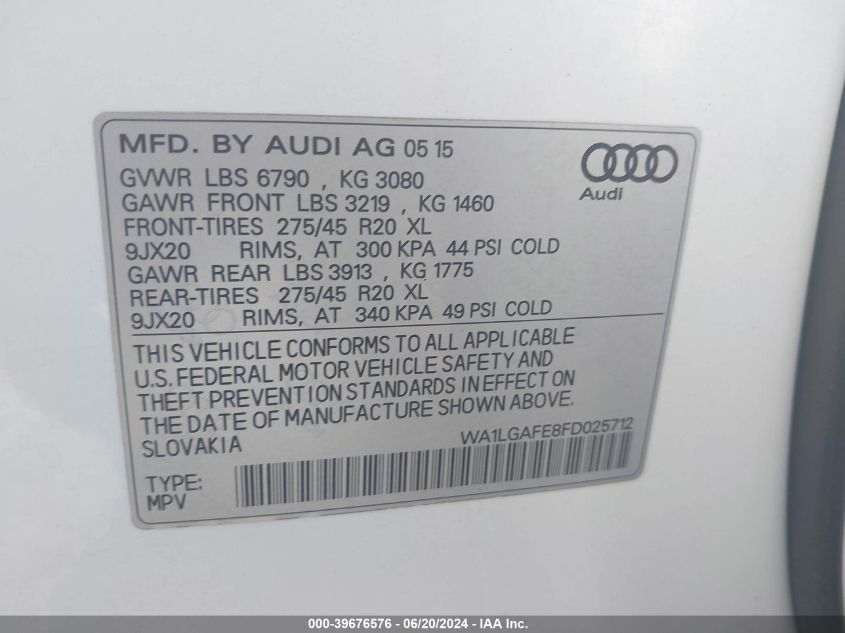 MFD. BY AUDI AG 05 15
GVWR LBS 6790 , KG 3080
GAWR FRONT LBS 3219 , KG 1460
FRONT-TIRES 275/45 R20 XL
9JX20 RIMS, AT 300 KPA 44 PSI COLD
GAWR REAR LBS 3913 , KG 1775
REAR-TIRES 275/45 R20 XL
9JX20 RIMS, AT 340 KPA 49 PSI COLD
Audi
THIS VEHICLE CONFORMS TO ALL APPLICABLE
U.S. FEDERAL MOTOR VEHICLE SAFETY AND
THEFT PREVENTION STANDARDS IN EFFECT ON
THE DATE OF MANUFACTURE SHOWN ABOVE.
SLOVAKIA
WA1LGAFE8FD025712
TYPE:
MPV
000-39676576 - 06/20/2024 - IAA Inc.